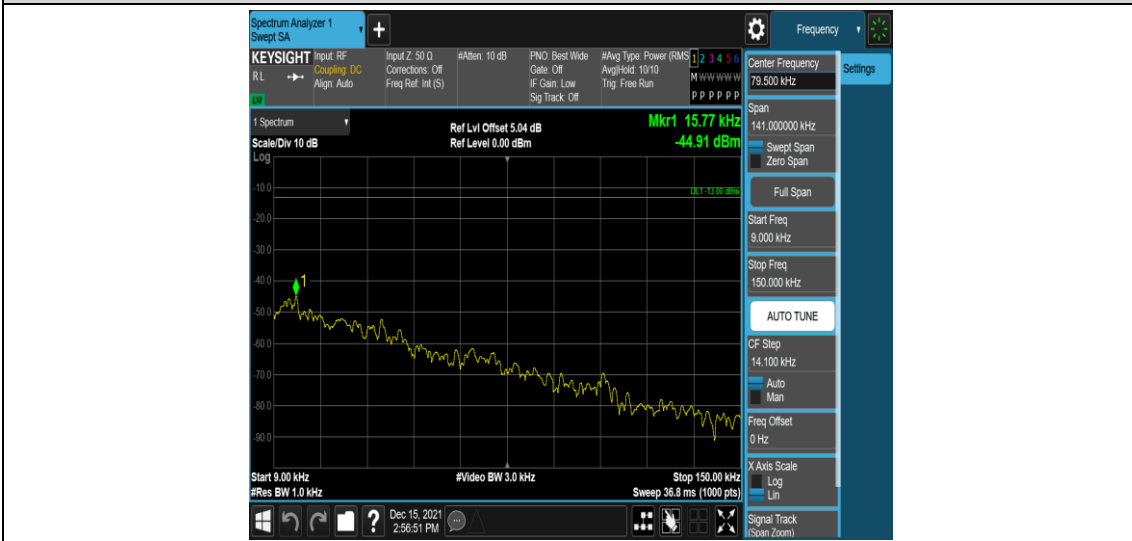 Spectrum Analyzer 1
Swept SA
Frequency
KEYSIGHT
RL
LXI
Input: RF
Coupling: DC
Align: Auto
Input Z: 50 Ω
Corrections: Off
Freq Ref: Int (S)
#Atten: 10 dB
PNO: Best Wide
Gate: Off
IF Gain: Low
Sig Track: Off
#Avg Type: Power (RMS
Avg|Hold: 10/10
Trig: Free Run
1 2 3 4 5 6
M W W W W W
P P P P P P
1 Spectrum
Scale/Div 10 dB
Log
Ref Lvl Offset 5.04 dB
Ref Level 0.00 dBm
Mkr1 15.77 kHz
-44.91 dBm
DL1 -13.00 dBm
-10.0
-20.0
-30.0
-40.0
-50.0
-60.0
-70.0
-80.0
-90.0
1
Start 9.00 kHz
#Res BW 1.0 kHz
#Video BW 3.0 kHz
Stop 150.00 kHz
Sweep 36.8 ms (1000 pts)
?
Dec 15, 2021
2:56:51 PM
Center Frequency
79.500 kHz
Settings
Span
141.000000 kHz
Swept Span
Zero Span
Full Span
Start Freq
9.000 kHz
Stop Freq
150.000 kHz
AUTO TUNE
CF Step
14.100 kHz
Auto
Man
Freq Offset
0 Hz
X Axis Scale
Log
Lin
Signal Track
(Span Zoom)